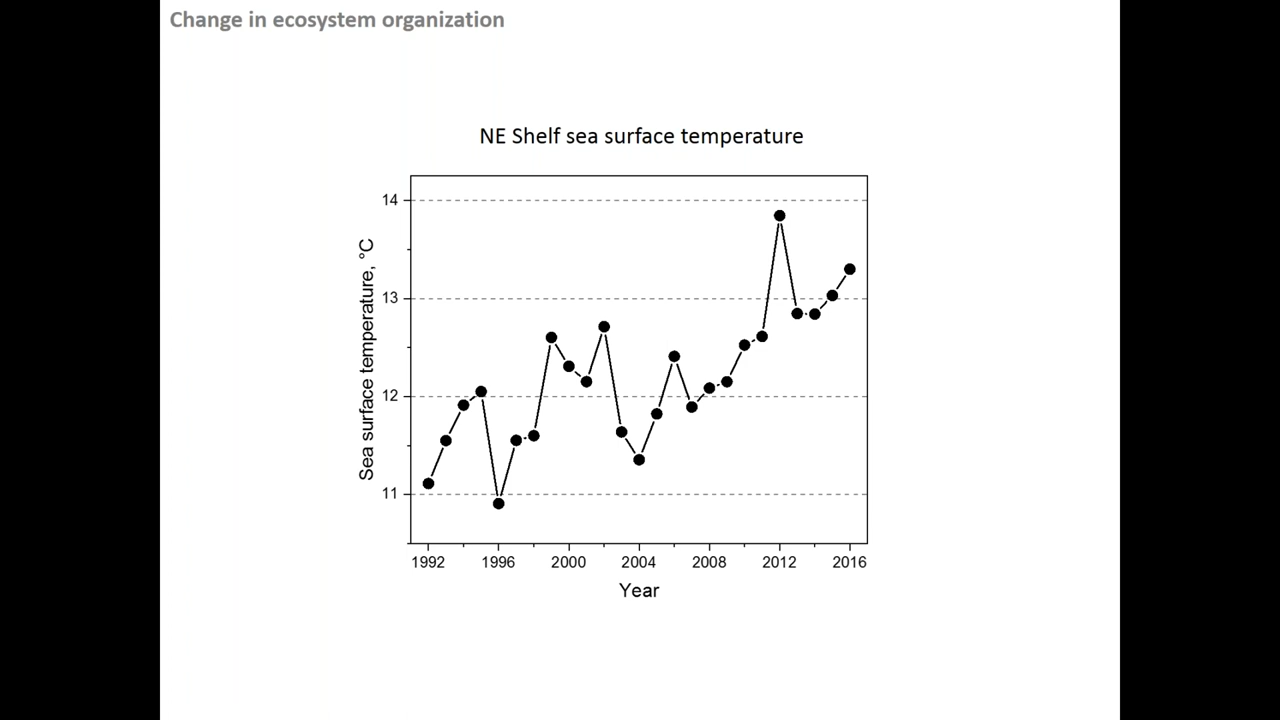 Change in ecosystem organization
NE Shelf sea surface temperature
14
13
12
11
Sea surface temperature, °C
1992 1996 2000 2004 2008 2012 2016
Year